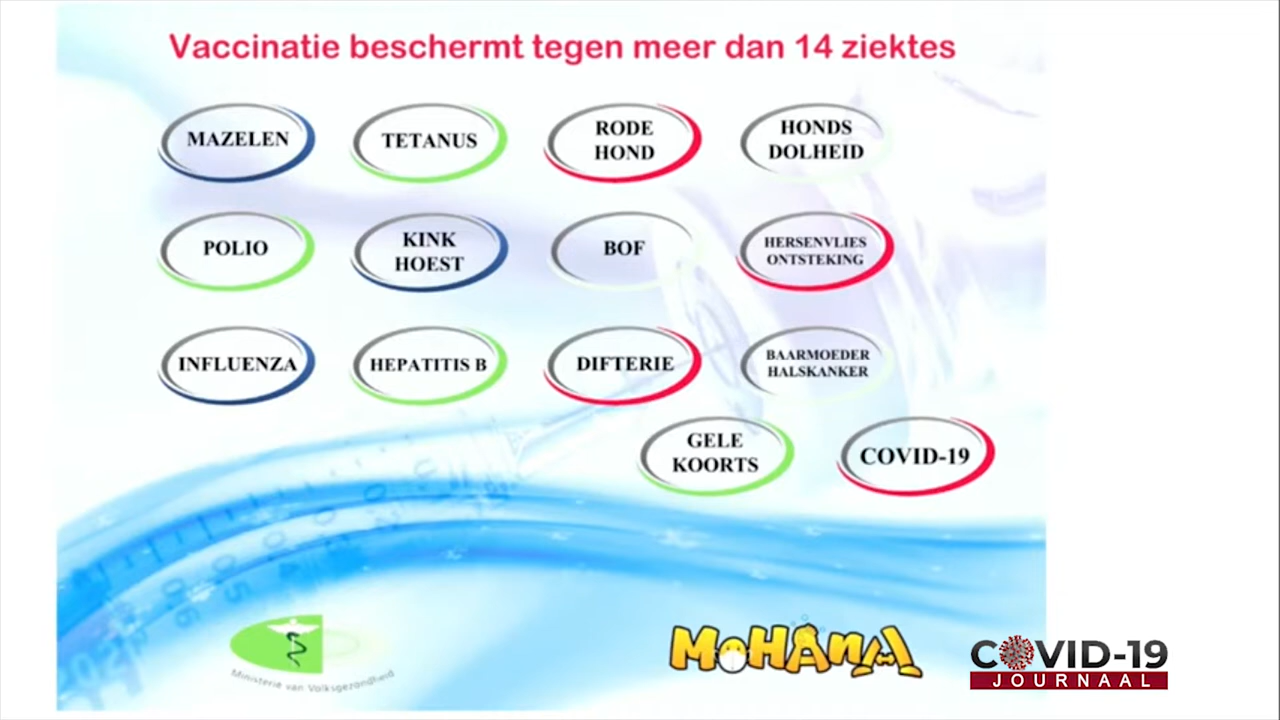 Vaccinatie beschermt tegen meer dan 14 ziektes
MAZELEN
TETANUS
RODE
HOND
HONDS
DOLHEID
POLIO
KINK
HOEST
BOF
HERSENVLIES
ONTSTEKING
INFLUENZA
HEPATITIS B
DIFTERIE
BAARMOEDER
HALSKANKER
GELE
KOORTS
COVID-19
Ministerie van Volksgezondheid
MoHAnA
COVID-19
JOURNAAL